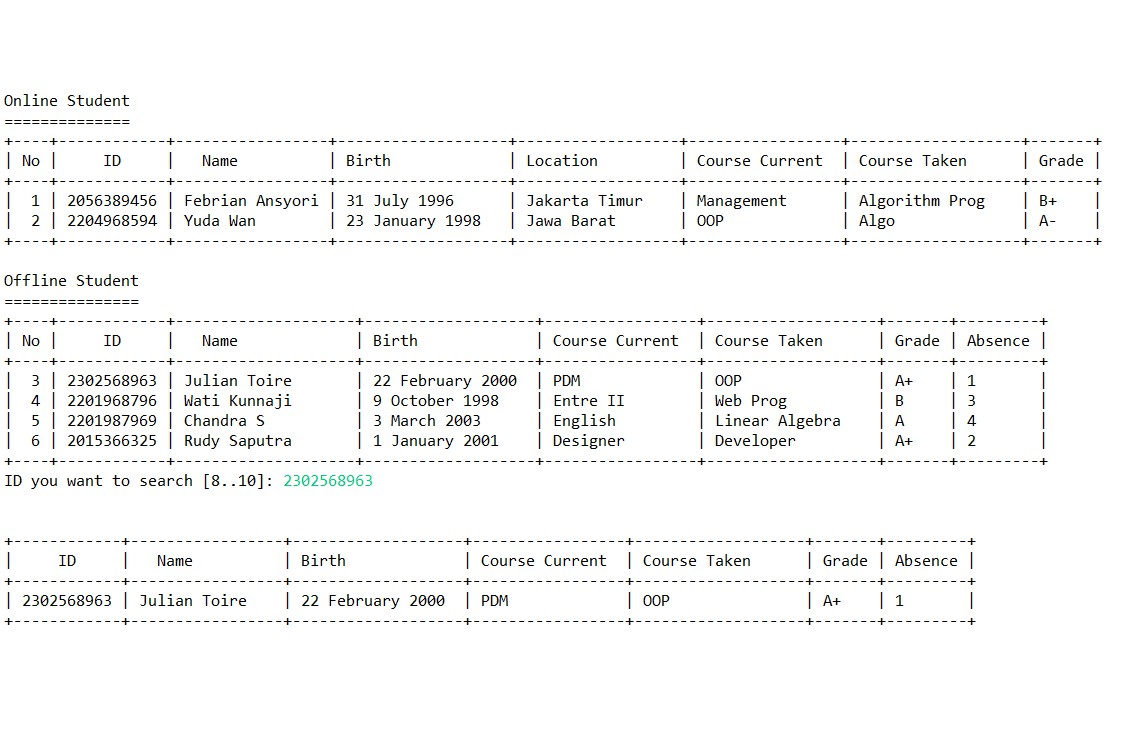 Online Student
==============
+----+------------+-----------------+-------------------+------------------+-----------------+-------------------+-------+
| No |     ID     |   Name          | Birth             | Location         | Course Current  | Course Taken      | Grade |
+----+------------+-----------------+-------------------+------------------+-----------------+-------------------+-------+
|  1 | 2056389456 | Febrian Ansyori | 31 July 1996      | Jakarta Timur    | Management      | Algorithm Prog    | B+    |
|  2 | 2204968594 | Yuda Wan        | 23 January 1998   | Jawa Barat       | OOP             | Algo              | A-    |
+----+------------+-----------------+-------------------+------------------+-----------------+-------------------+-------+
Offline Student
===============
+----+------------+--------------------+-------------------+-----------------+-------------------+-------+---------+
| No |     ID     |   Name             | Birth             | Course Current  | Course Taken      | Grade | Absence |
+----+------------+--------------------+-------------------+-----------------+-------------------+-------+---------+
|  3 | 2302568963 | Julian Toire       | 22 February 2000  | PDM             | OOP               | A+    | 1       |
|  4 | 2201968796 | Wati Kunnaji       | 9 October 1998    | Entre II        | Web Prog          | B     | 3       |
|  5 | 2201987969 | Chandra S          | 3 March 2003      | English         | Linear Algebra    | A     | 4       |
|  6 | 2015366325 | Rudy Saputra       | 1 January 2001    | Designer        | Developer         | A+    | 2       |
+----+------------+--------------------+-------------------+-----------------+-------------------+-------+---------+
ID you want to search [8..10]: 2302568963
+------------+-----------------+-------------------+-----------------+-------------------+-------+---------+
|     ID     |   Name          | Birth             | Course Current  | Course Taken      | Grade | Absence |
+------------+-----------------+-------------------+-----------------+-------------------+-------+---------+
| 2302568963 | Julian Toire    | 22 February 2000  | PDM             | OOP               | A+    | 1       |
+------------+-----------------+-------------------+-----------------+-------------------+-------+---------+